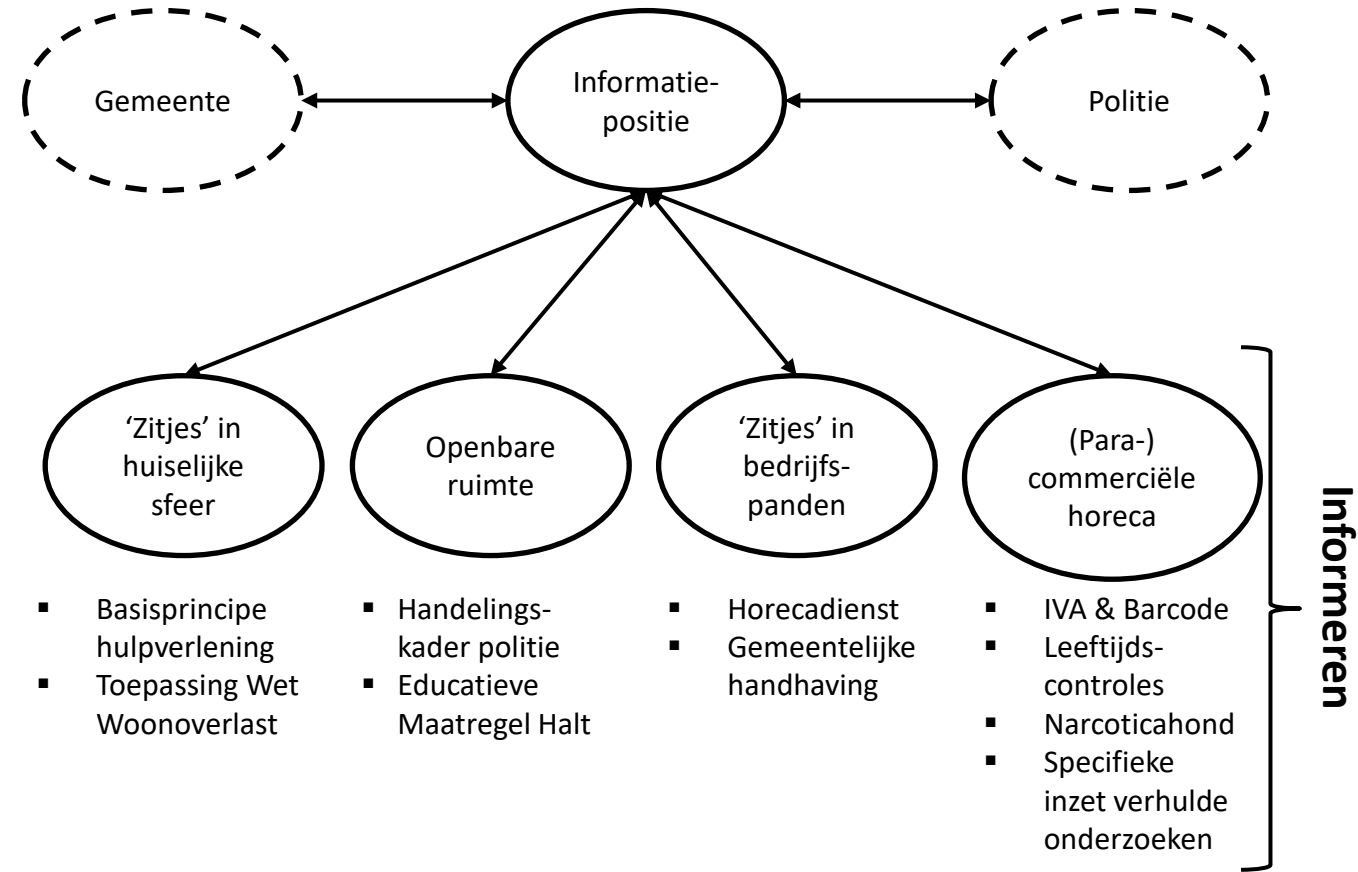 Gemeente
Informatie-
positie
Politie
‘Zitjes’ in
huiselijke
sfeer
Openbare
ruimte
‘Zitjes’ in
bedrijfs-
panden
(Para-)
commerciële
horeca
▪ Basisprincipe
hulpverlening
▪ Toepassing Wet
Woonoverlast
▪ Handelings-
kader politie
▪ Educatieve
Maatregel Halt
▪ Horecadienst
▪ Gemeentelijke
handhaving
▪ IVA & Barcode
▪ Leeftijds-
controles
▪ Narcoticahond
▪ Specifieke
inzet verhulde
onderzoeken
Informeren